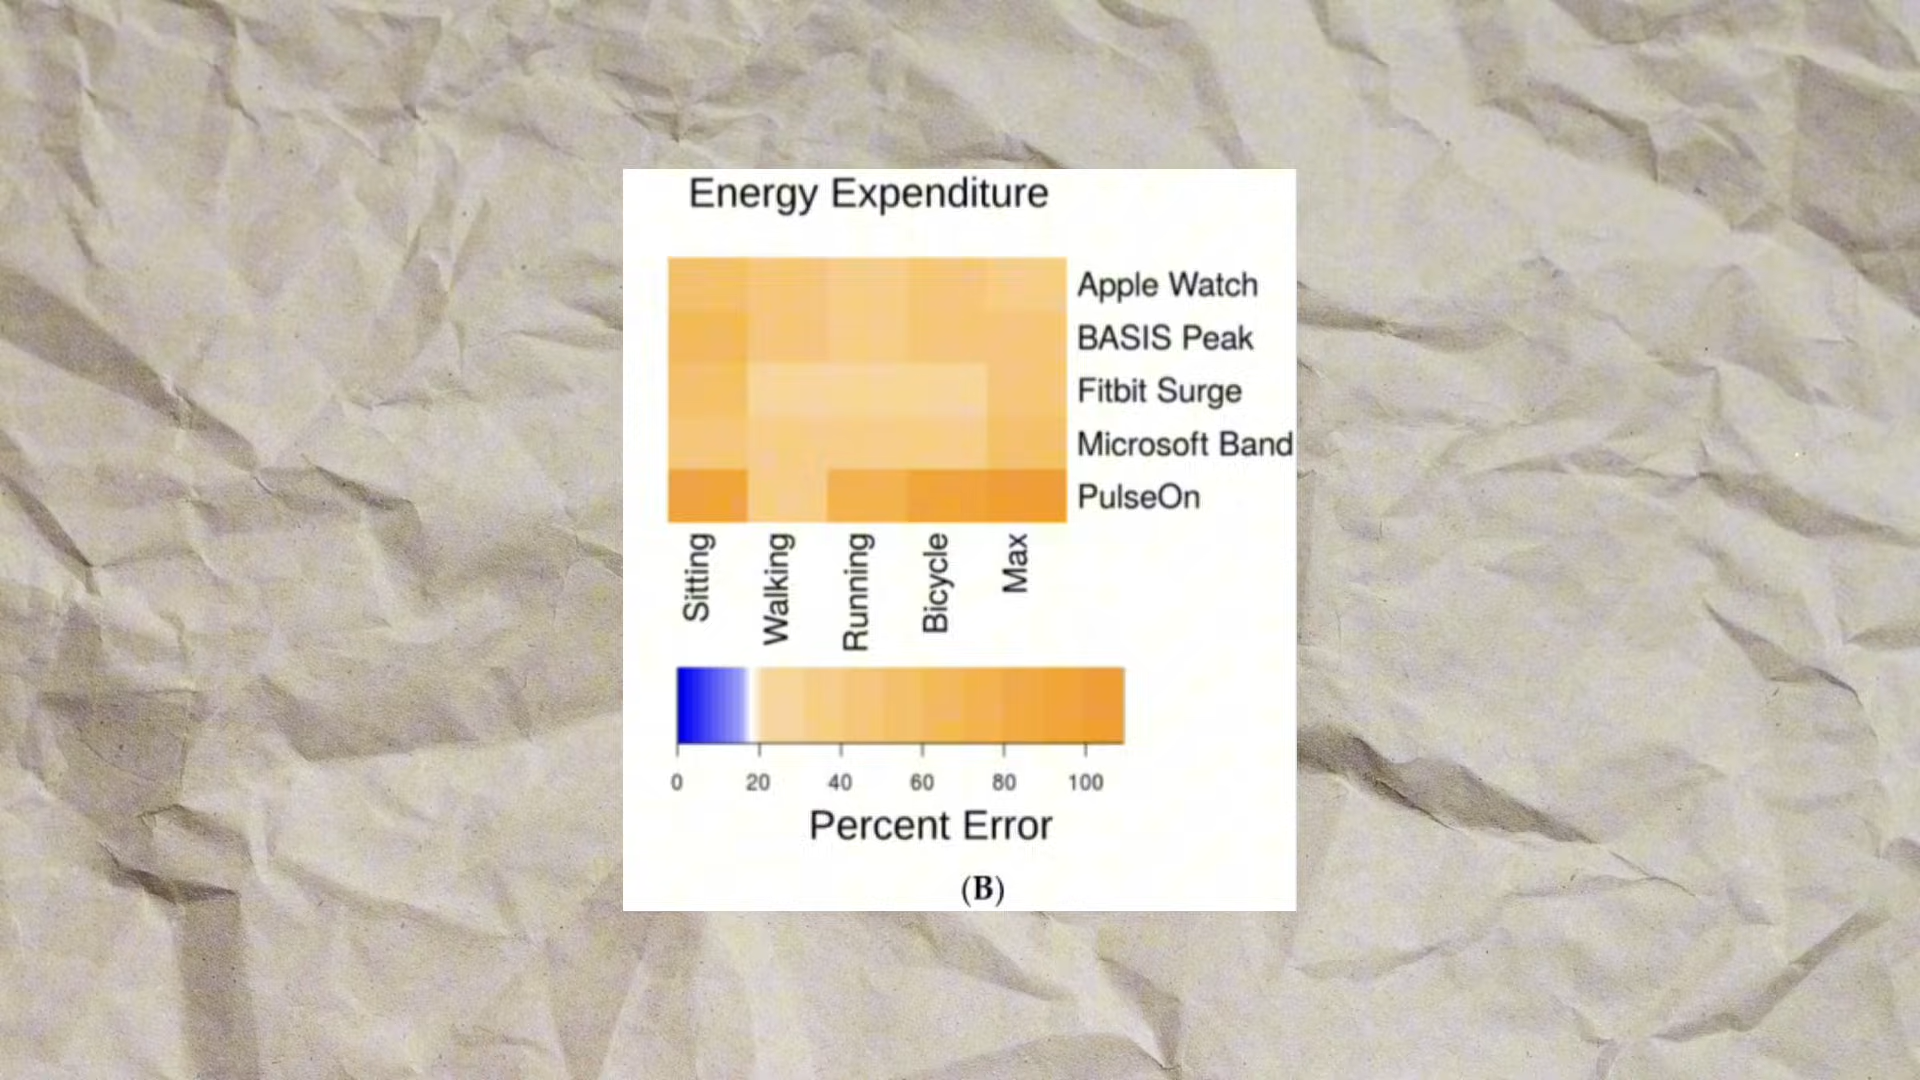 Energy Expenditure
Apple Watch
BASIS Peak
Fitbit Surge
Microsoft Band
PulseOn
Sitting
Walking
Running
Bicycle
Max
0 20 40 60 80 100
Percent Error
(B)